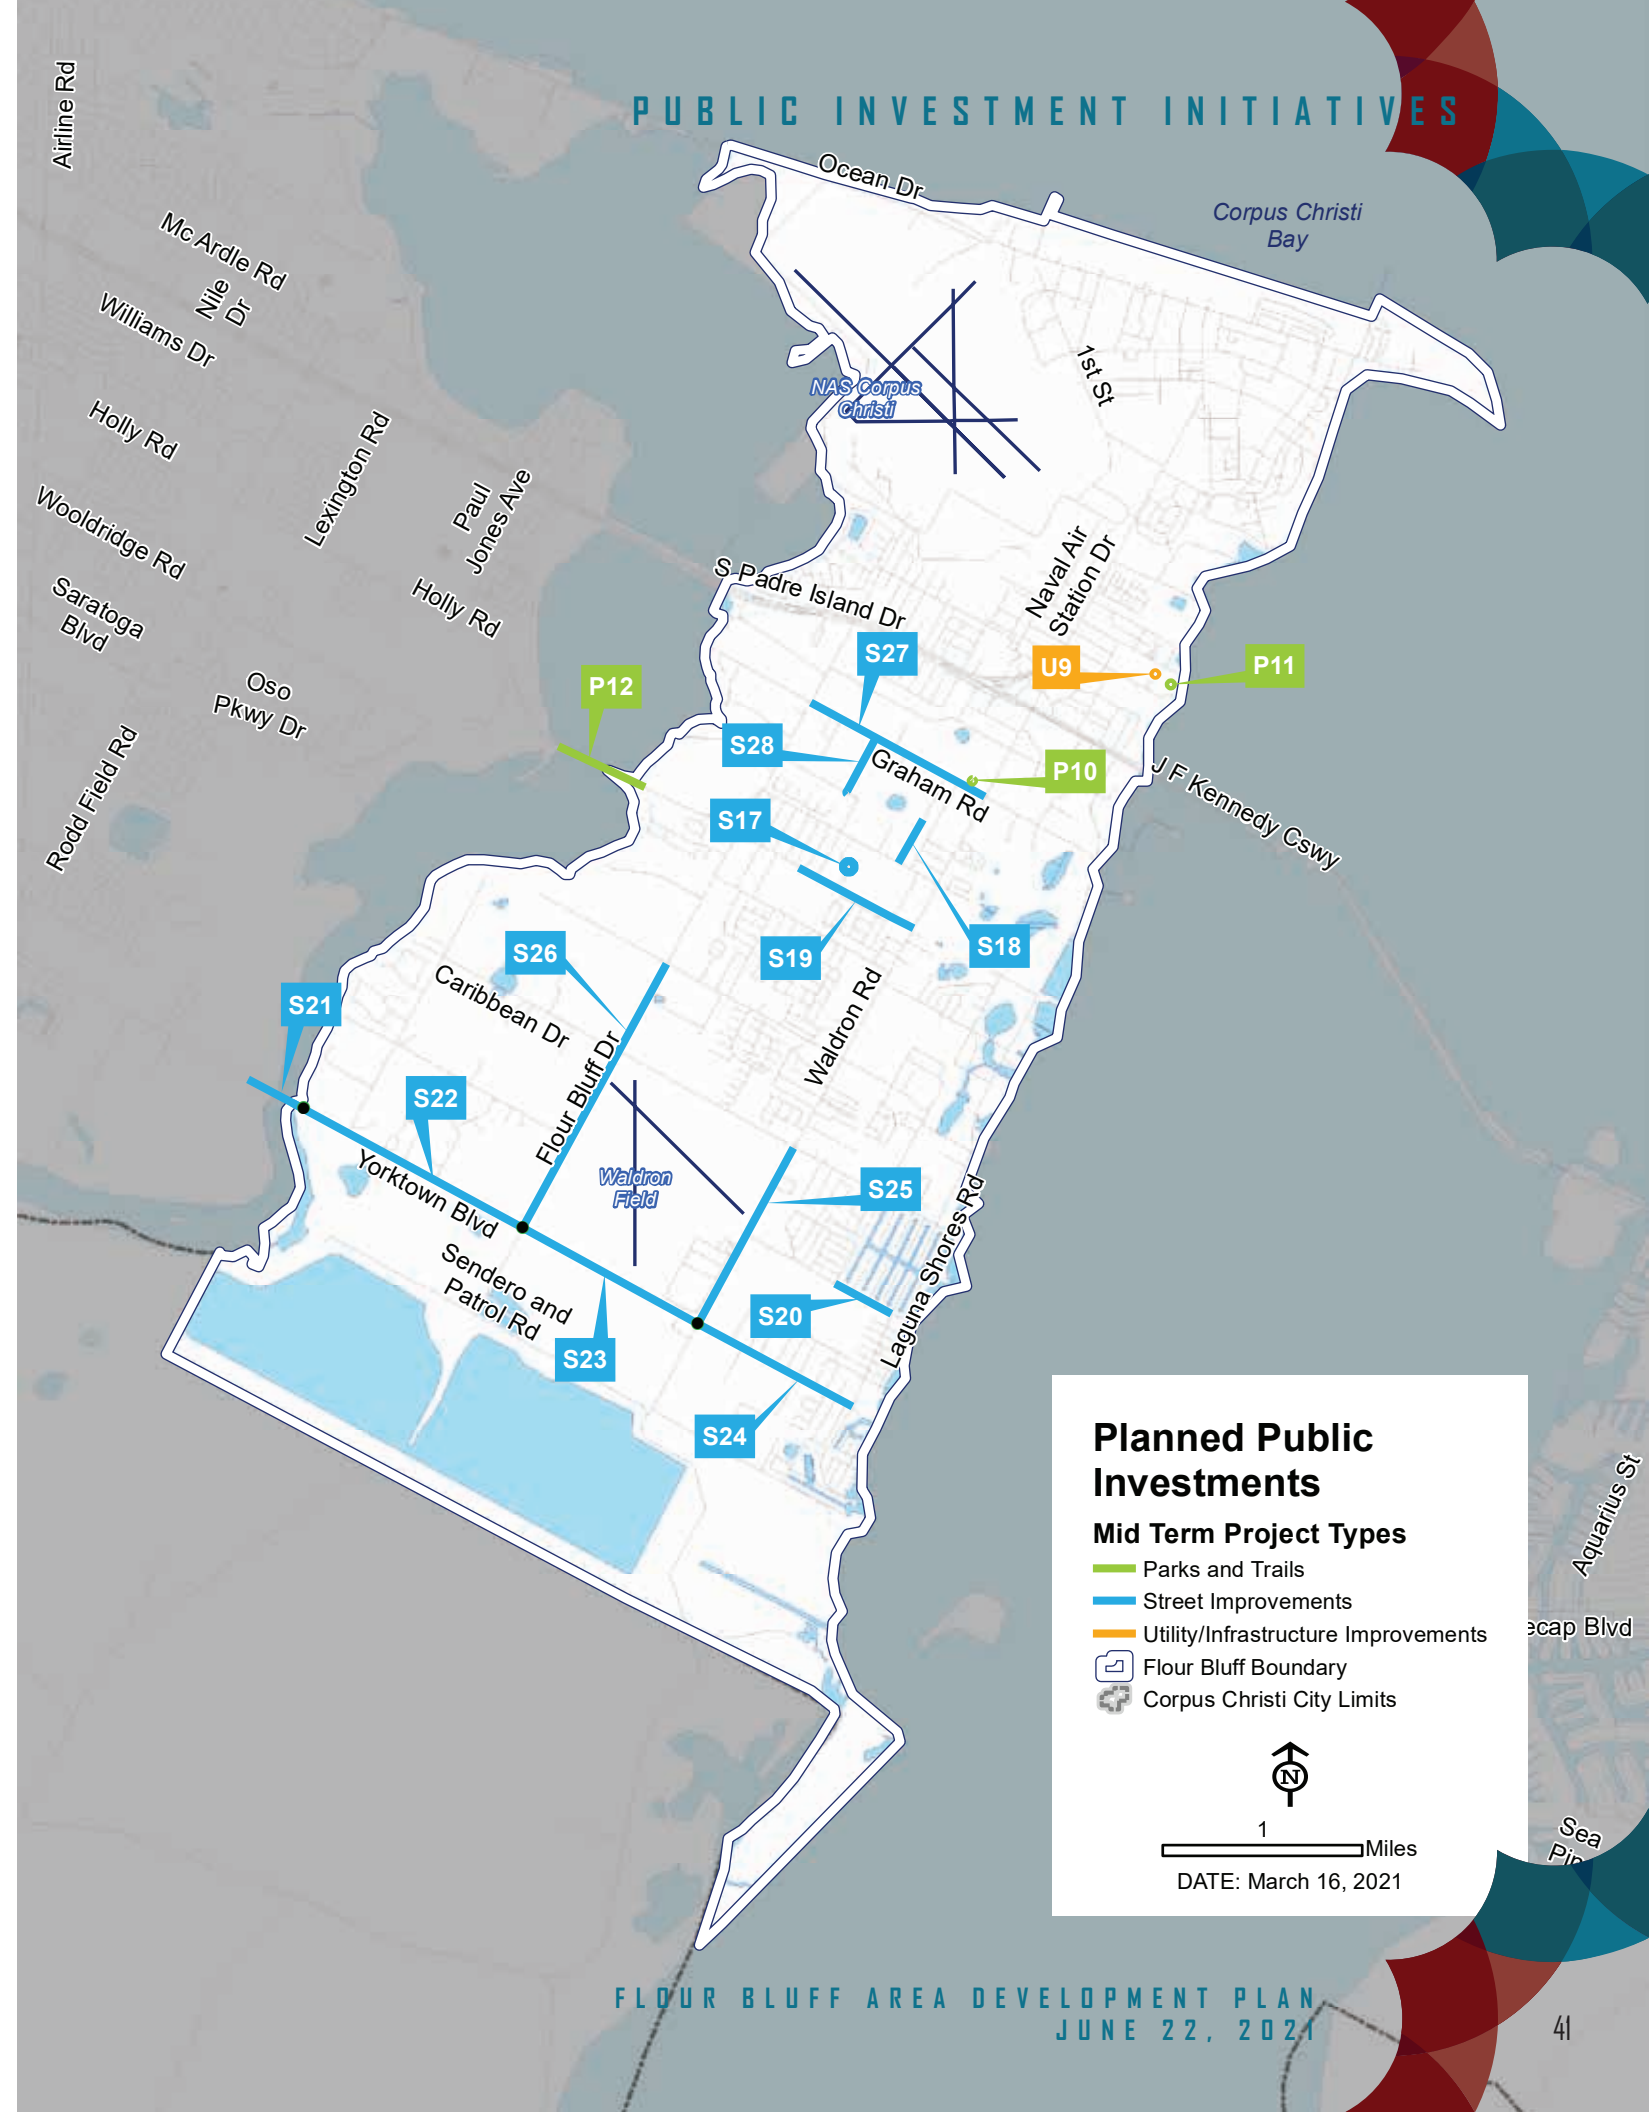 PUBLIC INVESTMENT INITIATIVES
Airline Rd
Ocean Dr
Corpus Christi
Bay
Mc Ardle Rd
Nile
Dr
Williams Dr
1st St
NAS Corpus
Christi
Holly Rd
Lexington Rd
Paul
Jones Ave
Wooldridge Rd
Naval Air
Station Dr
S Padre Island Dr
Saratoga
Blvd
Holly Rd
S27
U9
P11
P12
Oso
Pkwy Dr
S28
Graham Rd
P10
J F Kennedy Cswy
Rodd Field Rd
S17
S18
S19
S26
Caribbean Dr
Waldron Rd
S21
S22
Flour Bluff Dr
Yorktown Blvd
Waldron
Field
S25
Laguna Shores Rd
Sendero and
Patrol Rd
S20
S23
S24
Planned Public
Investments
Mid Term Project Types
Parks and Trails
Street Improvements
Utility/Infrastructure Improvements
Flour Bluff Boundary
Corpus Christi City Limits
N
1
Miles
DATE: March 16, 2021
Aquarius St
ecap Blvd
Sea
Pin
FLOUR BLUFF AREA DEVELOPMENT PLAN
JUNE 22, 2021
41